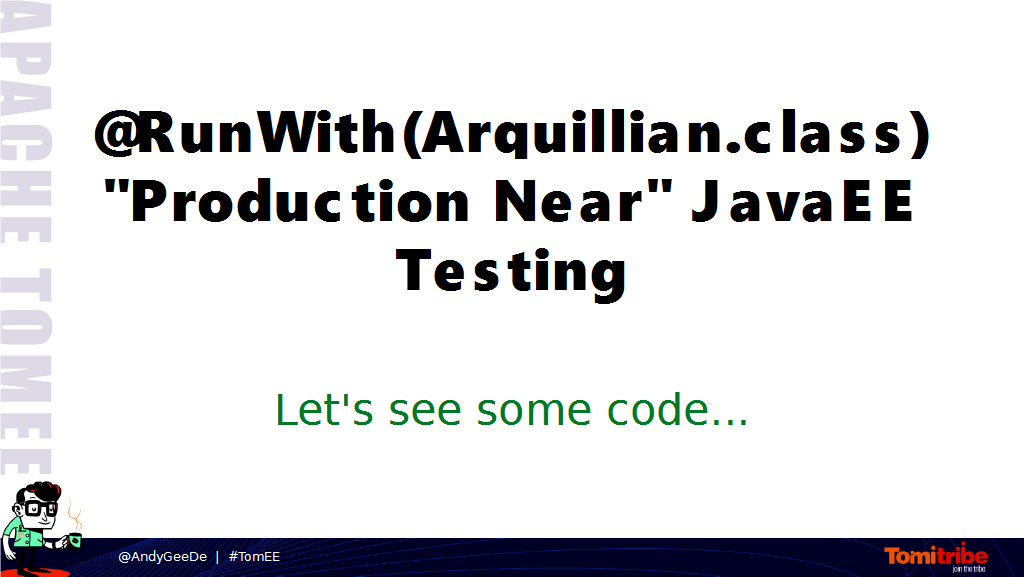 APACHE TOMEE
@RunWith(Arquillian.class)
"Production Near" JavaEE
Testing
Let's see some code...
@AndyGeeDe | #TomEE
Tomitribe
join the tribe